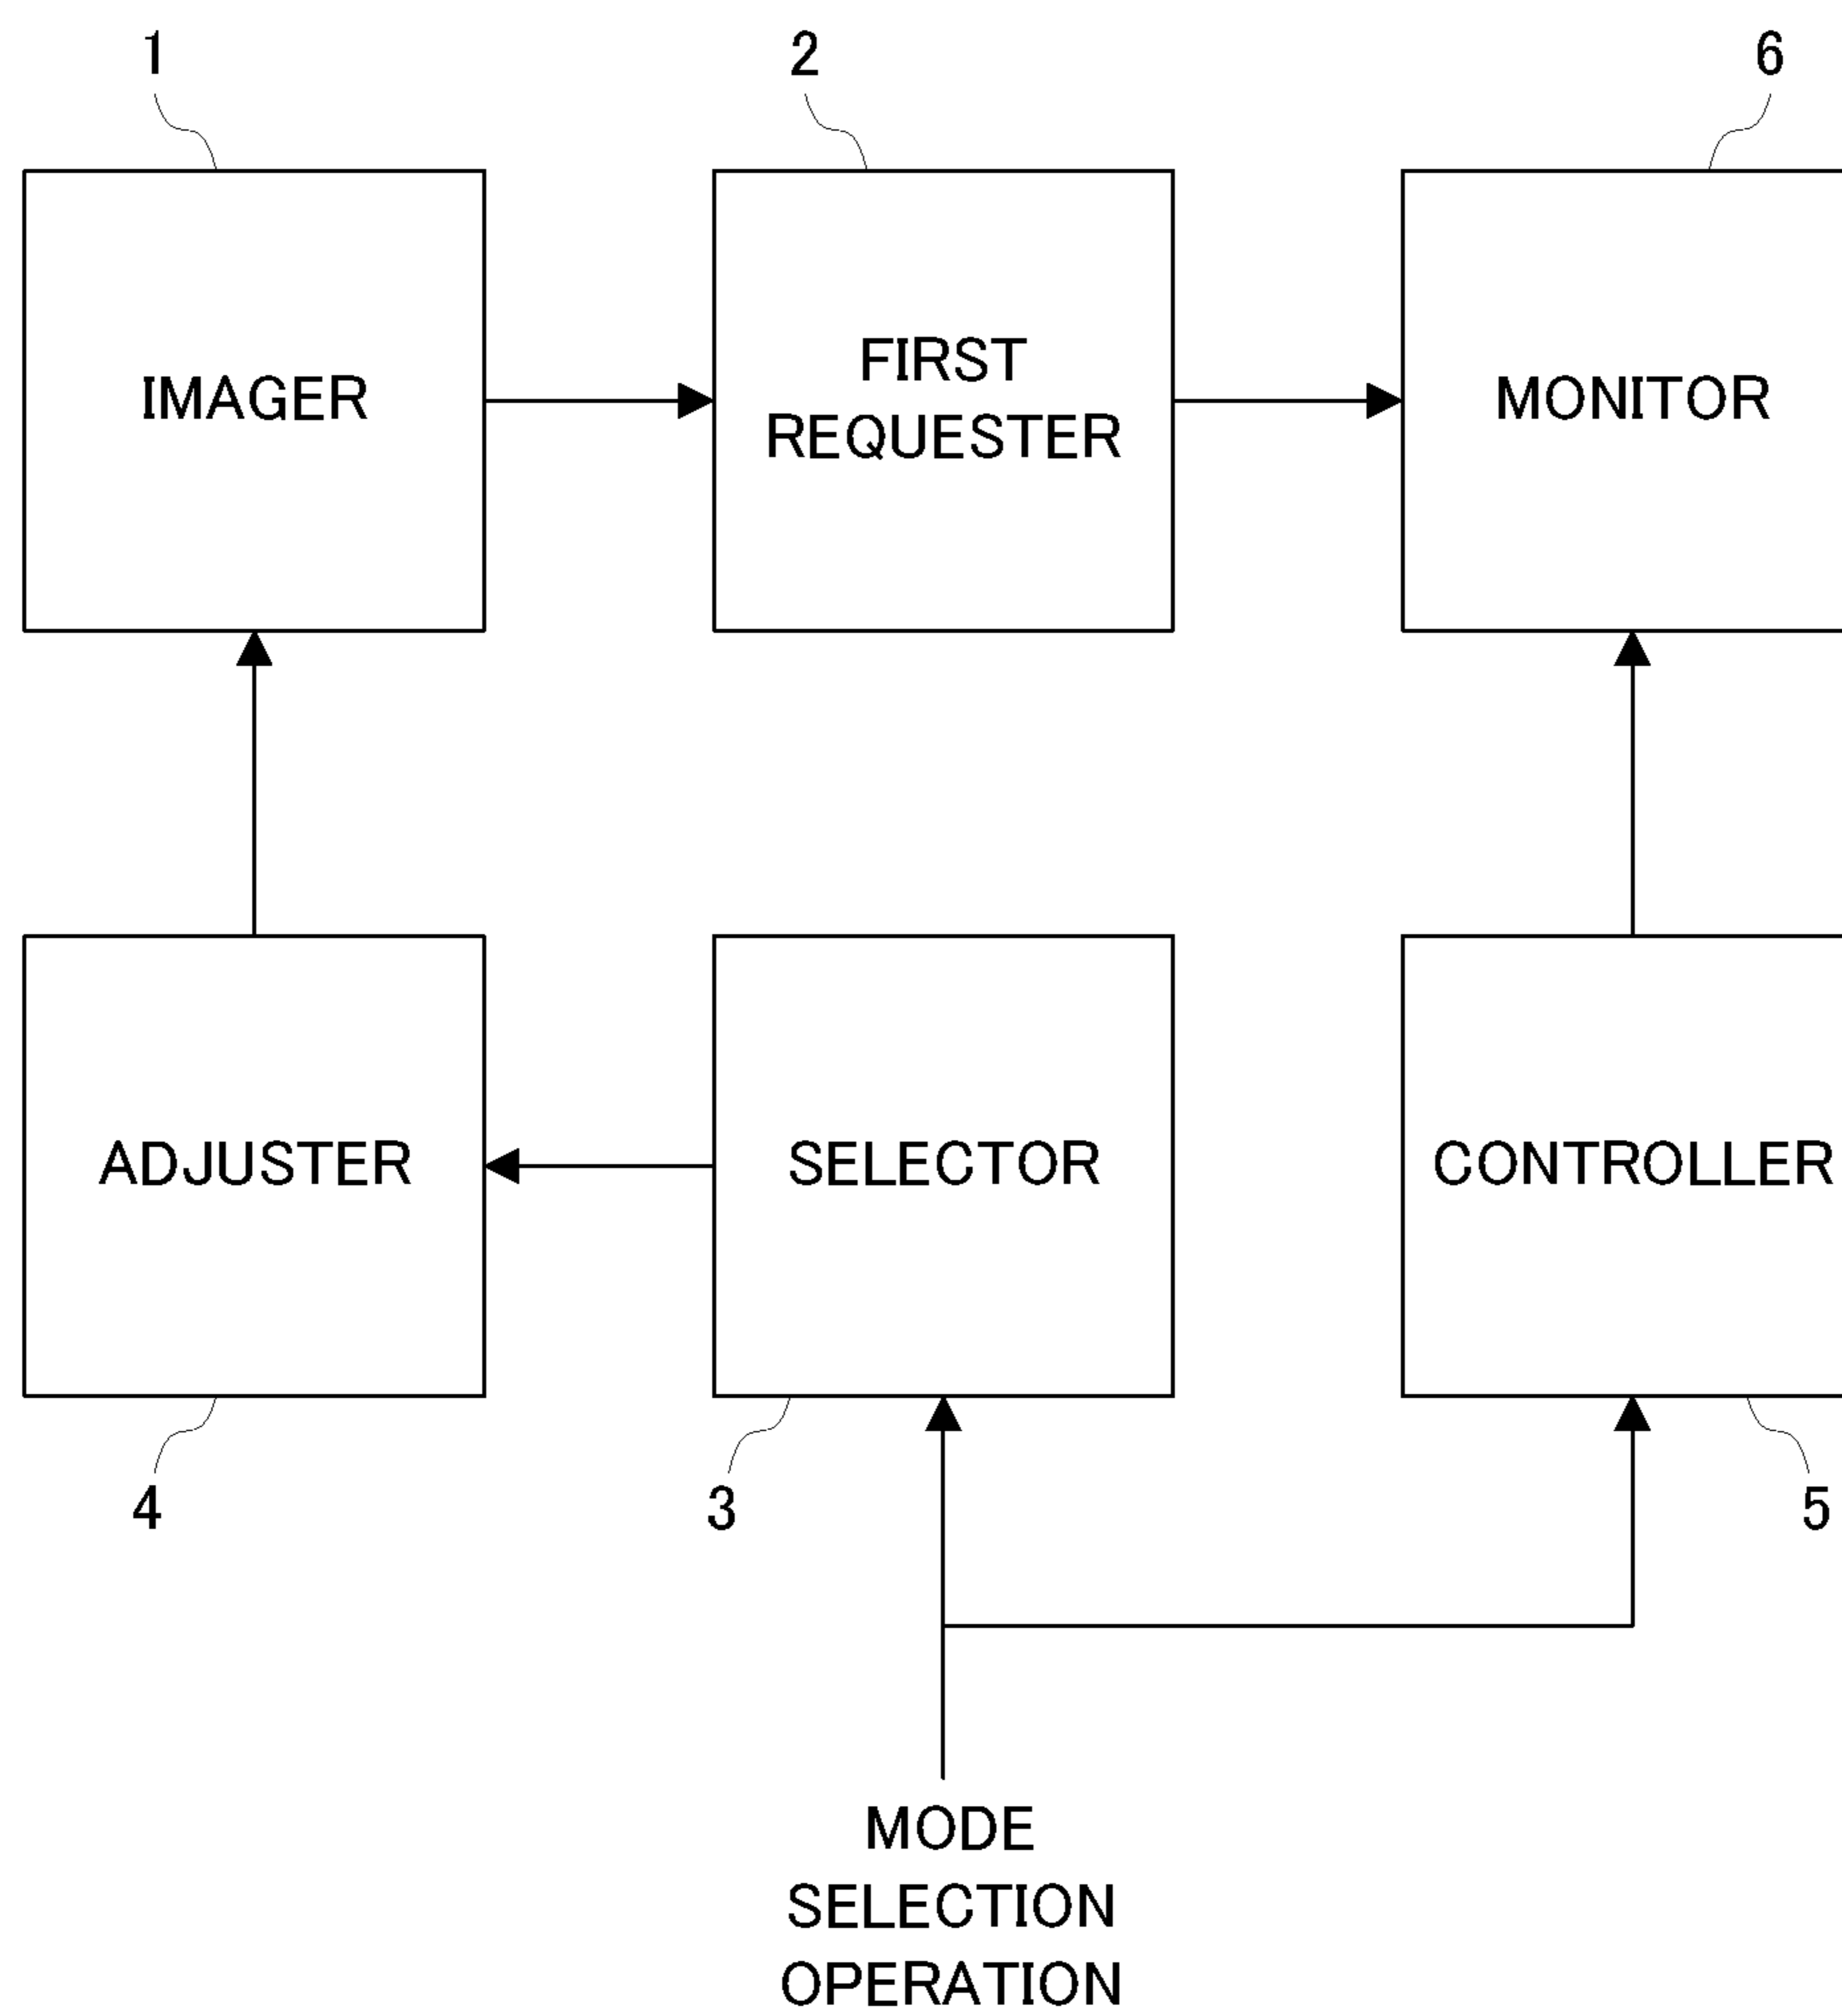 1
2
6
IMAGER
FIRST
REQUESTER
MONITOR
ADJUSTER
SELECTOR
CONTROLLER
4
3
5
MODE
SELECTION
OPERATION